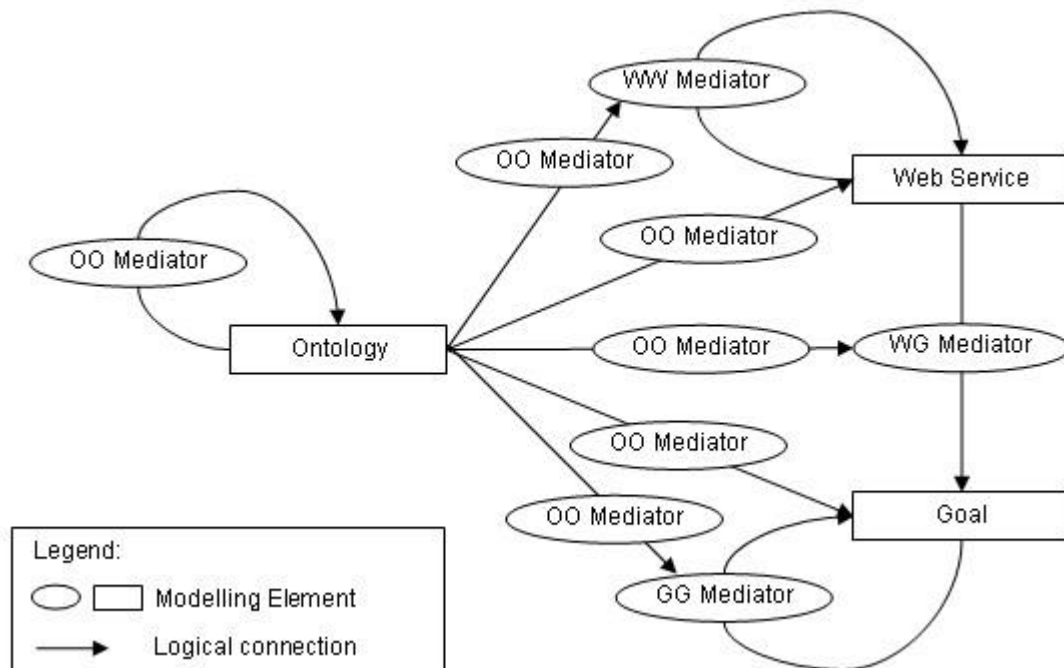 WW Mediator
OO Mediator
Web Service
OO Mediator
OO Mediator
Ontology
OO Mediator
WG Mediator
OO Mediator
OO Mediator
Goal
GG Mediator
Legend:
Modelling Element
Logical connection